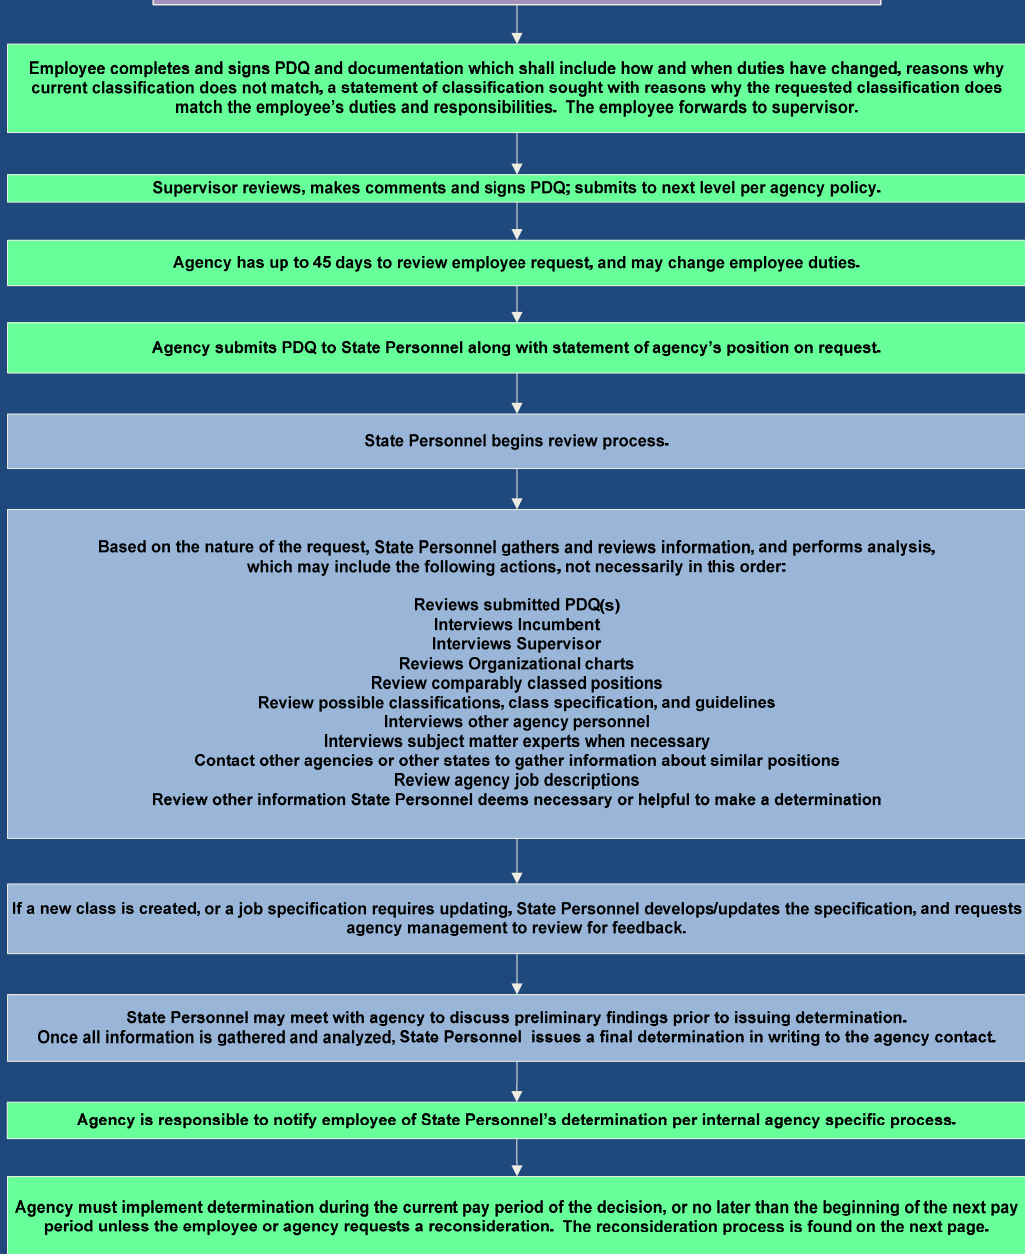 Employee completes and signs PDQ and documentation which shall include how and when duties have changed, reasons why
current classification does not match, a statement of classification sought with reasons why the requested classification does
match the employee's duties and responsibilities. The employee forwards to supervisor.
Supervisor reviews, makes comments and signs PDQ; submits to next level per agency policy.
Agency has up to 45 days to review employee request, and may change employee duties.
Agency submits PDQ to State Personnel along with statement of agency's position on request.
State Personnel begins review process.
Based on the nature of the request, State Personnel gathers and reviews information, and performs analysis,
which may include the following actions, not necessarily in this order:
Reviews submitted PDQ(s)
Interviews Incumbent
Interviews Supervisor
Reviews Organizational charts
Review comparably classed positions
Review possible classifications, class specification, and guidelines
Interviews other agency personnel
Interviews subject matter experts when necessary
Contact other agencies or other states to gather information about similar positions
Review agency job descriptions
Review other information State Personnel deems necessary or helpful to make a determination
If a new class is created, or a job specification requires updating, State Personnel develops/updates the specification, and requests
agency management to review for feedback.
State Personnel may meet with agency to discuss preliminary findings prior to issuing determination.
Once all information is gathered and analyzed, State Personnel issues a final determination in writing to the agency contact.
Agency is responsible to notify employee of State Personnel's determination per internal agency specific process.
Agency must implement determination during the current pay period of the decision, or no later than the beginning of the next pay
period unless the employee or agency requests a reconsideration. The reconsideration process is found on the next page.